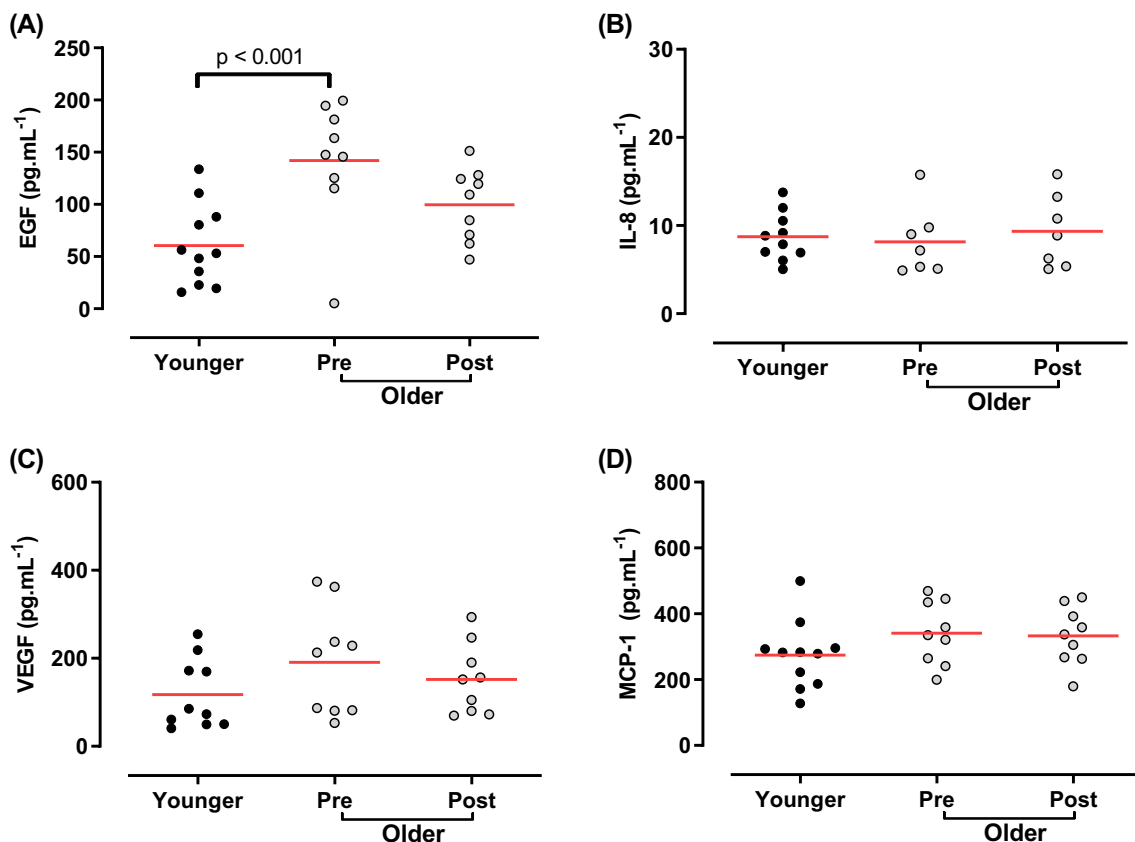 (A)
EGF (pg.mL-1)
250
200
150
100
50
0
p < 0.001
Younger
Pre
Post
Older
(B)
IL-8 (pg.mL-1)
30
20
10
0
Younger
Pre
Post
Older
(C)
VEGF (pg.mL-1)
600
400
200
0
Younger
Pre
Post
Older
(D)
MCP-1 (pg.mL-1)
800
600
400
200
0
Younger
Pre
Post
Older